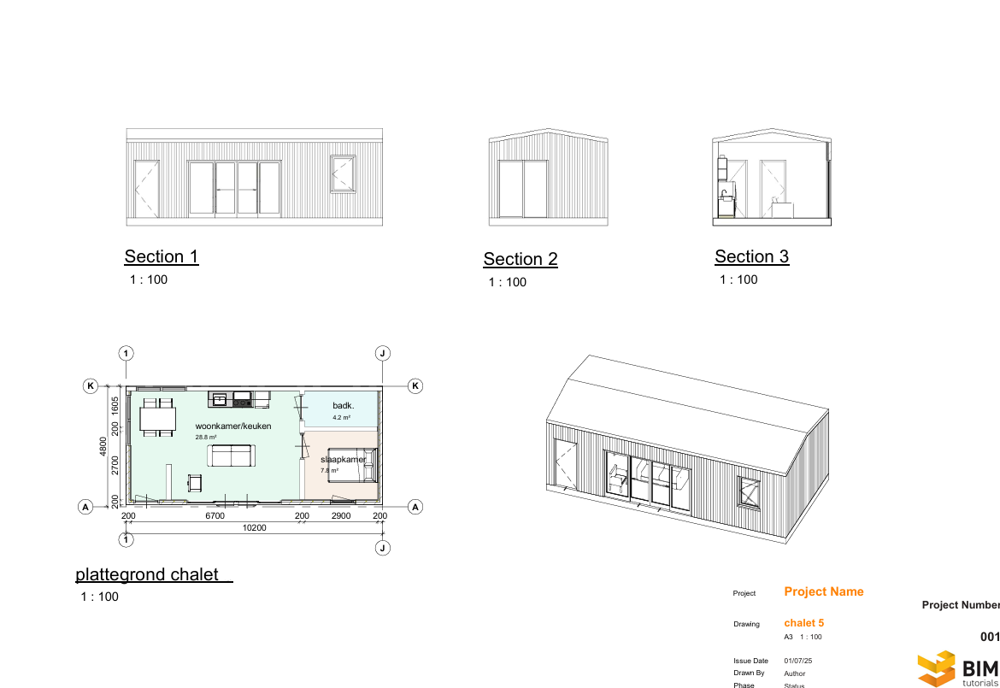 Section 1
1 : 100
Section 2
1 : 100
Section 3
1 : 100
1
J
K
K
badk.
4.2 m²
woonkamer/keuken
28.8 m²
slaapkamer
7.8 m²
1605
200
4800
2700
200
A
A
200
6700
200
2900
200
10200
1
J
plattegrond chalet
1 : 100
Project
Project Name
Project Number
Drawing
chalet 5
A3 1 : 100
001
Issue Date
01/07/25
Drawn By
Author
Phase
Status
BIM
tutorials